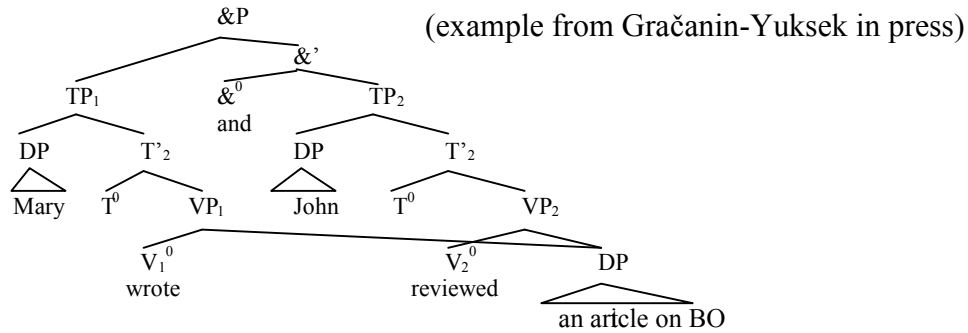 &P (example from Gračanin-Yuksek in press)
&’
TP₁ &⁰ TP₂
and
DP T’₂ DP T’₂
Mary T⁰ VP₁ John T⁰ VP₂
V₁⁰ V₂⁰ DP
wrote reviewed
an article on BO